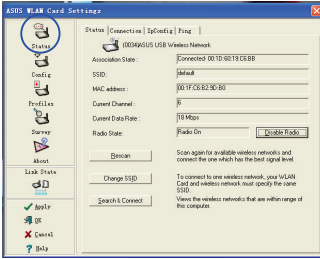 ASUS WLAN Card Settings
Status
Config
Profiles
Survey
About
Link State
Apply
OK
Cancel
Help
Status Connection IpConfig Ping
(0034)ASUS USB Wireless Network
Association State : Connected- 00:1D:60:19:C6:BB
SSID: default
MAC address : 00:1F:C6:B2:9D:B0
Current Channel : 6
Current Data Rate : 18 Mbps
Radio State: Radio On Disable Radio
Rescan Scan again for available wireless networks and
connect the one which has the best signal level.
Change SSID To connect to one wireless network, your WLAN
Card and wireless network must specify the same
SSID.
Search & Connect Views the wireless networks that are within range of
this computer.